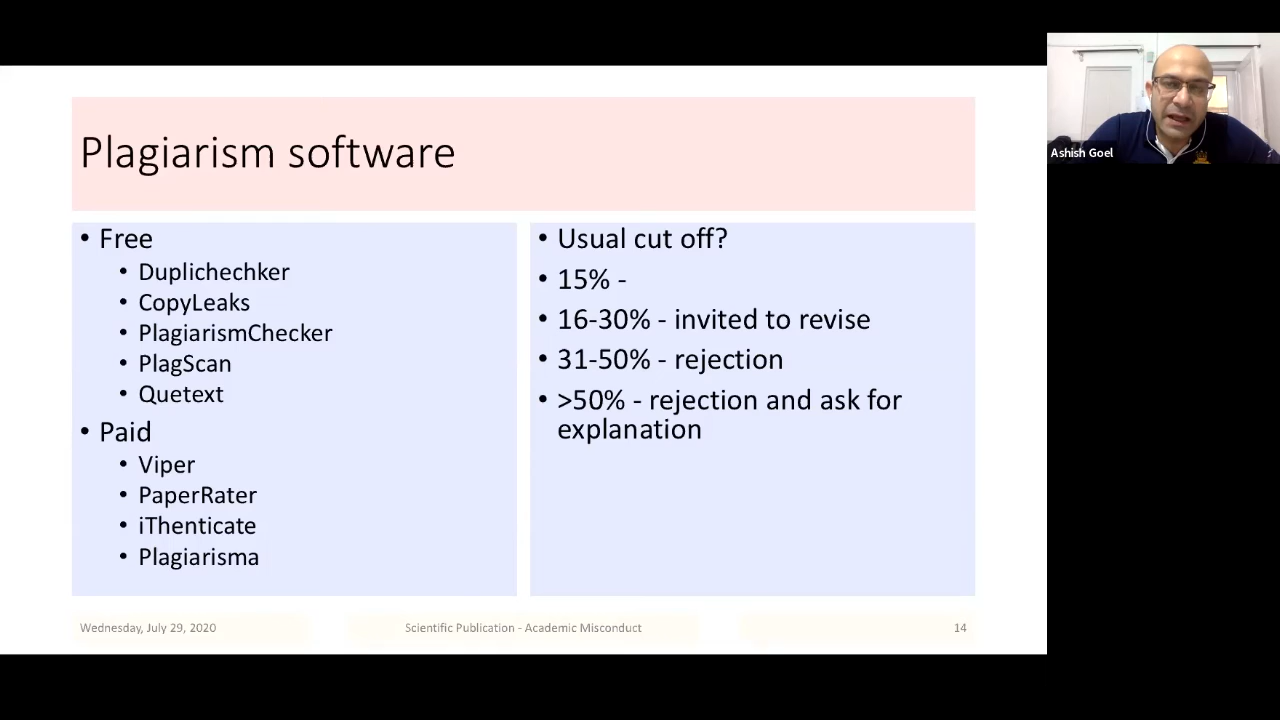 Plagiarism software
• Free
• Duplichechker
• CopyLeaks
• PlagiarismChecker
• PlagScan
• Quetext
• Paid
• Viper
• PaperRater
• iThenticate
• Plagiarisma
• Usual cut off?
• 15% -
• 16-30% - invited to revise
• 31-50% - rejection
• >50% - rejection and ask for
explanation
Wednesday, July 29, 2020
Scientific Publication - Academic Misconduct
14
Ashish Goel